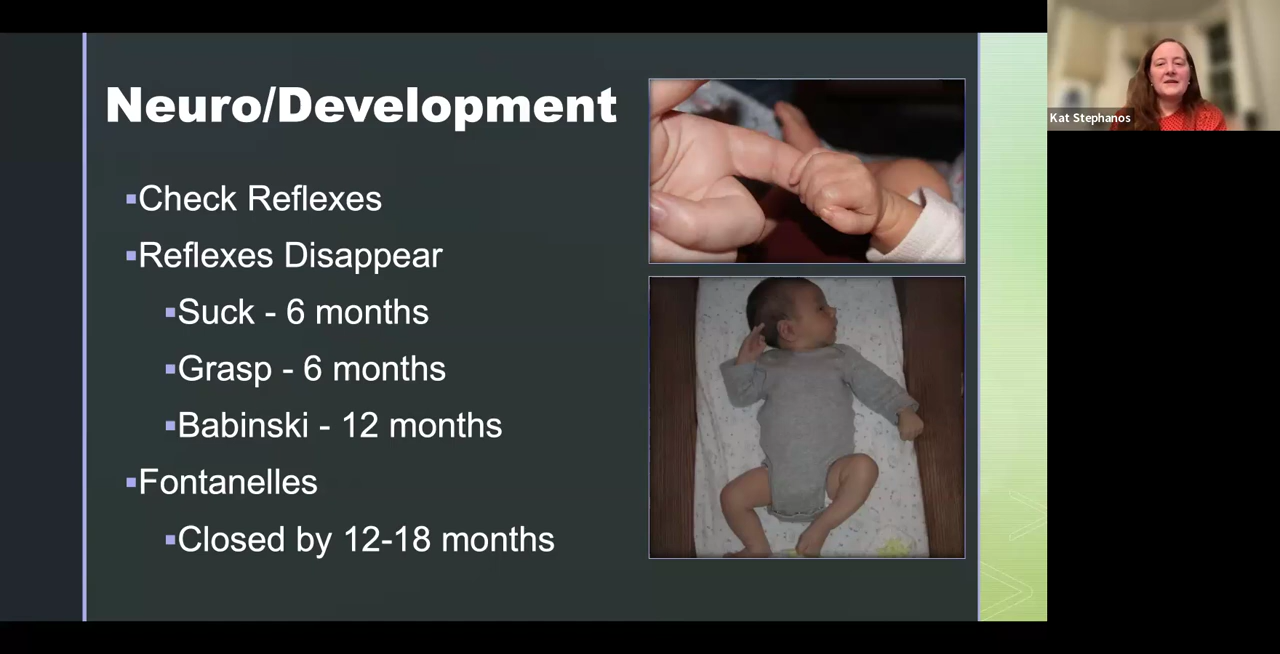 Neuro/Development
▪Check Reflexes
▪Reflexes Disappear
▪Suck - 6 months
▪Grasp - 6 months
▪Babinski - 12 months
▪Fontanelles
▪Closed by 12-18 months
Kat Stephanos